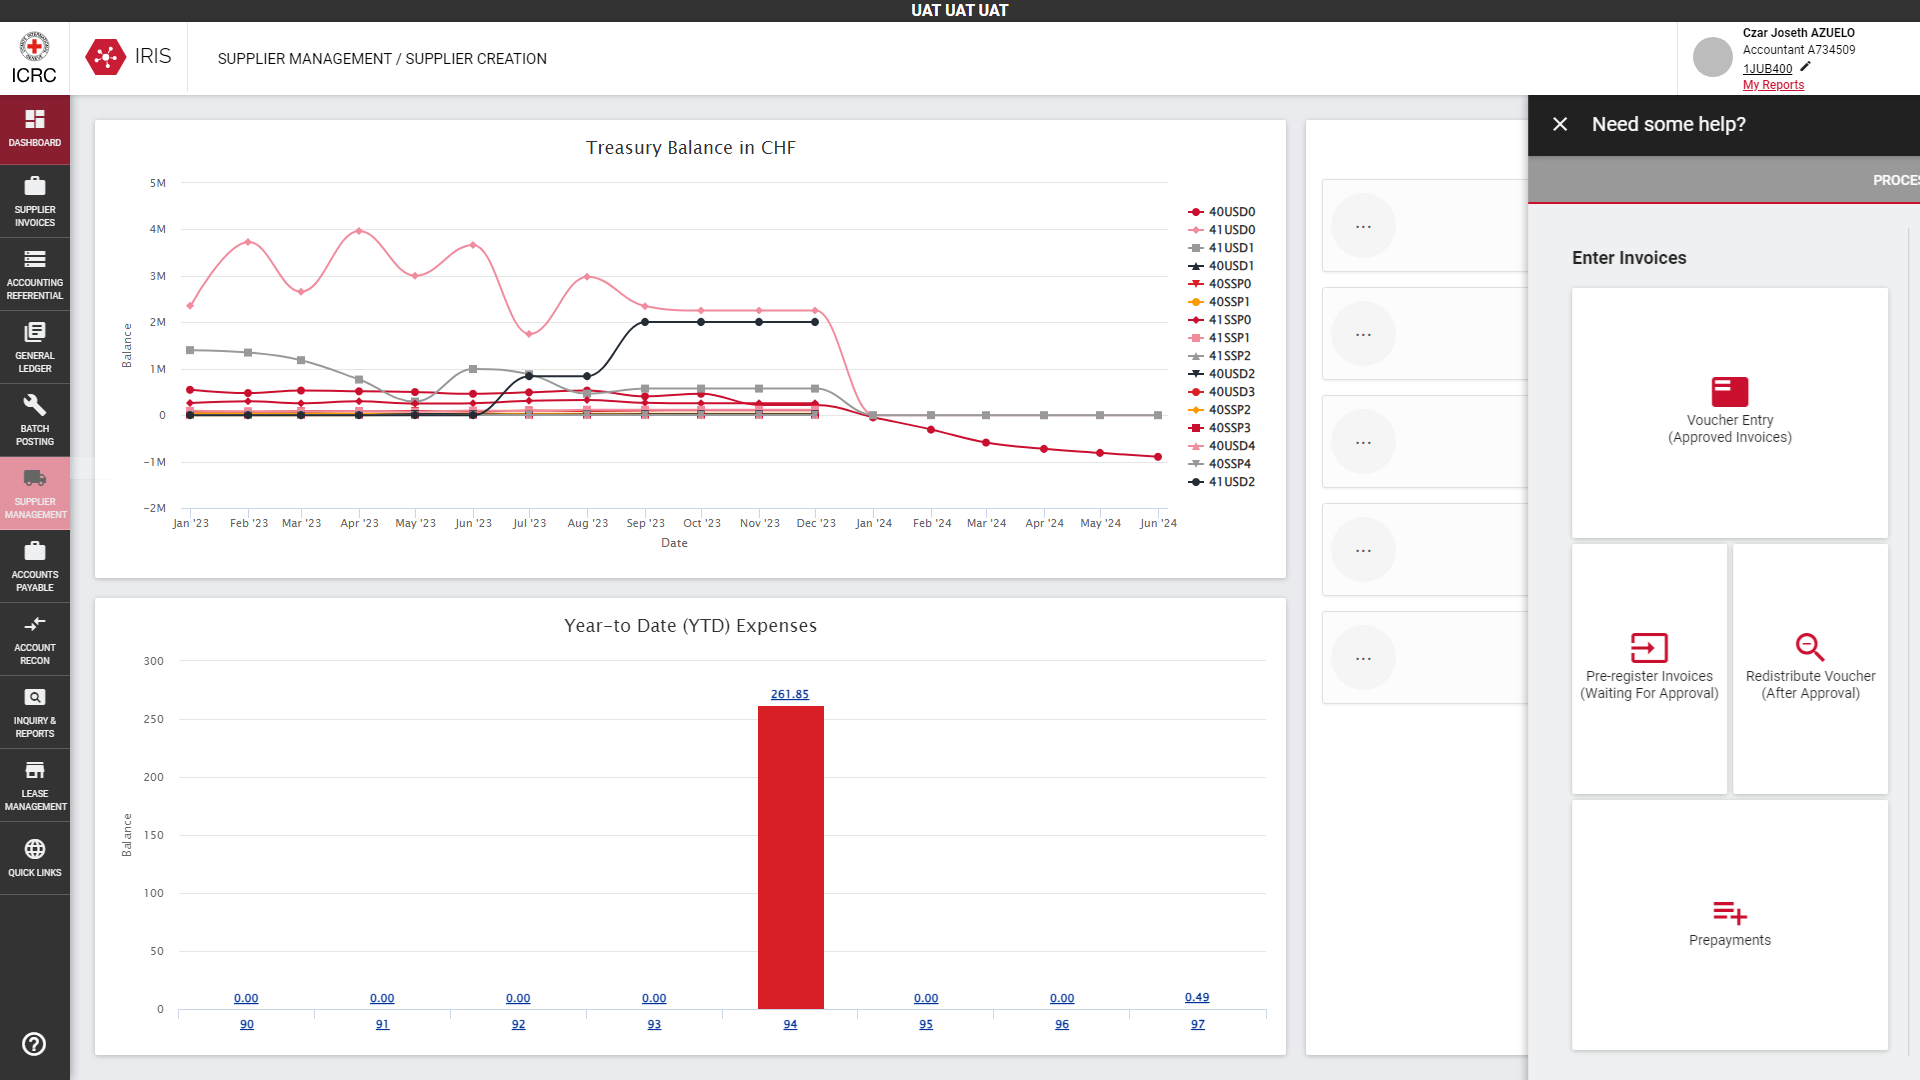 UAT UAT UAT
ICRC
IRIS
SUPPLIER MANAGEMENT / SUPPLIER CREATION
Czar Joseth AZUELO
Accountant A734509
1JUB400
My Reports
DASHBOARD
SUPPLIER
INVOICES
ACCOUNTING
REFERENTIAL
GENERAL
LEDGER
BATCH
POSTING
SUPPLIER
MANAGEMENT
ACCOUNTS
PAYABLE
ACCOUNT
RECON
INQUIRY &
REPORTS
LEASE
MANAGEMENT
QUICK LINKS
Treasury Balance in CHF
Balance
5M
4M
3M
2M
1M
0
-1M
-2M
Jan '23 Feb '23 Mar '23 Apr '23 May '23 Jun '23 Jul '23 Aug '23 Sep '23 Oct '23 Nov '23 Dec '23 Jan '24 Feb '24 Mar '24 Apr '24 May '24 Jun '24
Date
40USD0
41USD0
41USD1
40USD1
40SSP0
40SSP1
41SSP0
41SSP1
41SSP2
40USD2
40USD3
40SSP2
40SSP3
40USD4
40SSP4
41USD2
Year-to Date (YTD) Expenses
Balance
300
250
200
150
100
50
0
0.00 0.00 0.00 0.00 261.85 0.00 0.00 0.49
90 91 92 93 94 95 96 97
...
...
...
...
...
Need some help?
PROCES
Enter Invoices
Voucher Entry
(Approved Invoices)
Pre-register Invoices
(Waiting For Approval)
Redistribute Voucher
(After Approval)
Prepayments